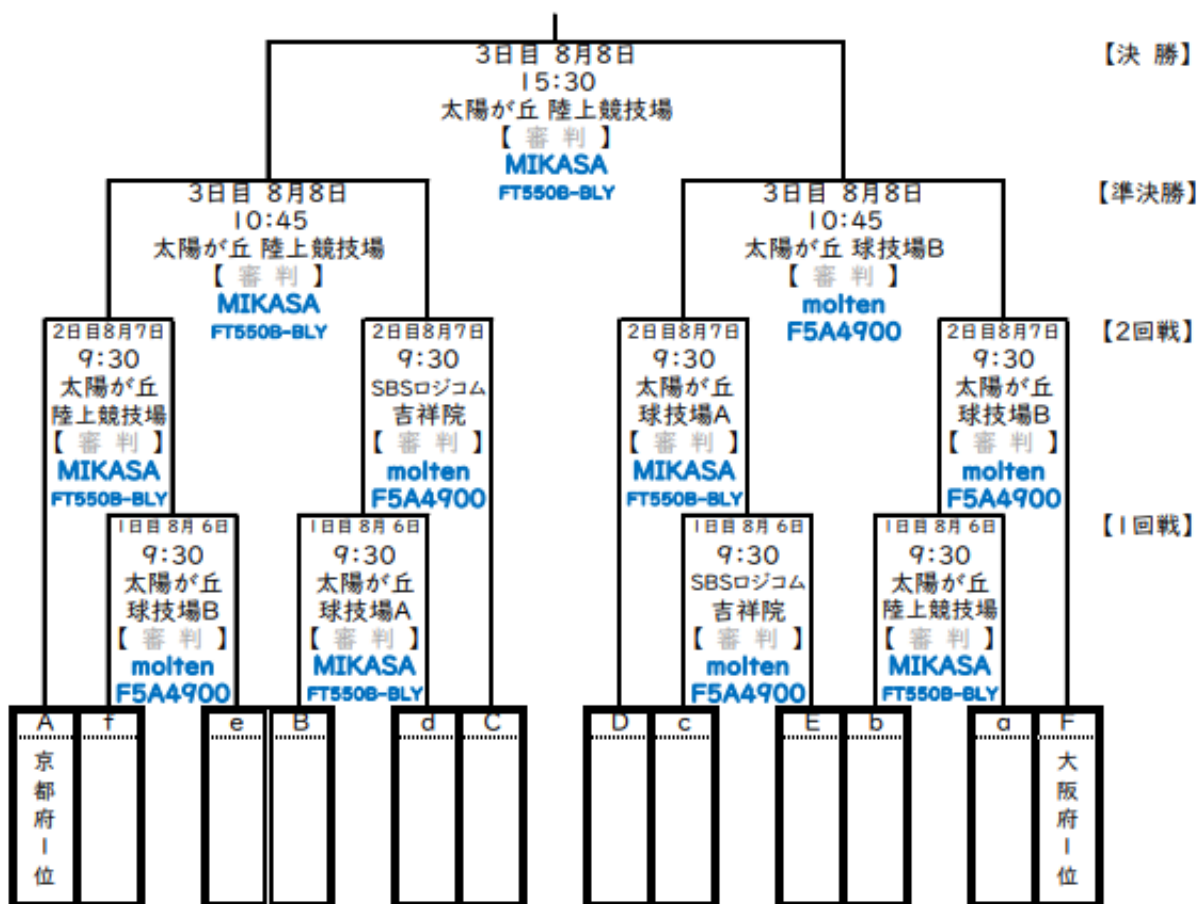 3日目 8月8日
15:30
太陽が丘 陸上競技場
【 審 判 】
MIKASA
FT550B-BLY
【決 勝】
3日目 8月8日
10:45
太陽が丘 陸上競技場
【 審 判 】
MIKASA
FT550B-BLY
3日目 8月8日
10:45
太陽が丘 球技場B
【 審 判 】
molten
F5A4900
【準決勝】
2日目8月7日
9:30
太陽が丘
陸上競技場
【 審 判 】
MIKASA
FT550B-BLY
2日目8月7日
9:30
SBSロジコム
吉祥院
【 審 判 】
molten
F5A4900
2日目8月7日
9:30
太陽が丘
球技場A
【 審 判 】
MIKASA
FT550B-BLY
2日目8月7日
9:30
太陽が丘
球技場B
【 審 判 】
molten
F5A4900
【2回戦】
1日目 8月 6日
9:30
太陽が丘
球技場B
【 審 判 】
molten
F5A4900
1日目 8月 6日
9:30
太陽が丘
球技場A
【 審 判 】
MIKASA
FT550B-BLY
1日目 8月 6日
9:30
SBSロジコム
吉祥院
【 審 判 】
molten
F5A4900
1日目 8月 6日
9:30
太陽が丘
陸上競技場
【 審 判 】
MIKASA
FT550B-BLY
【1回戦】
A f e B d C D c E b a F
京都府1位
大阪府1位